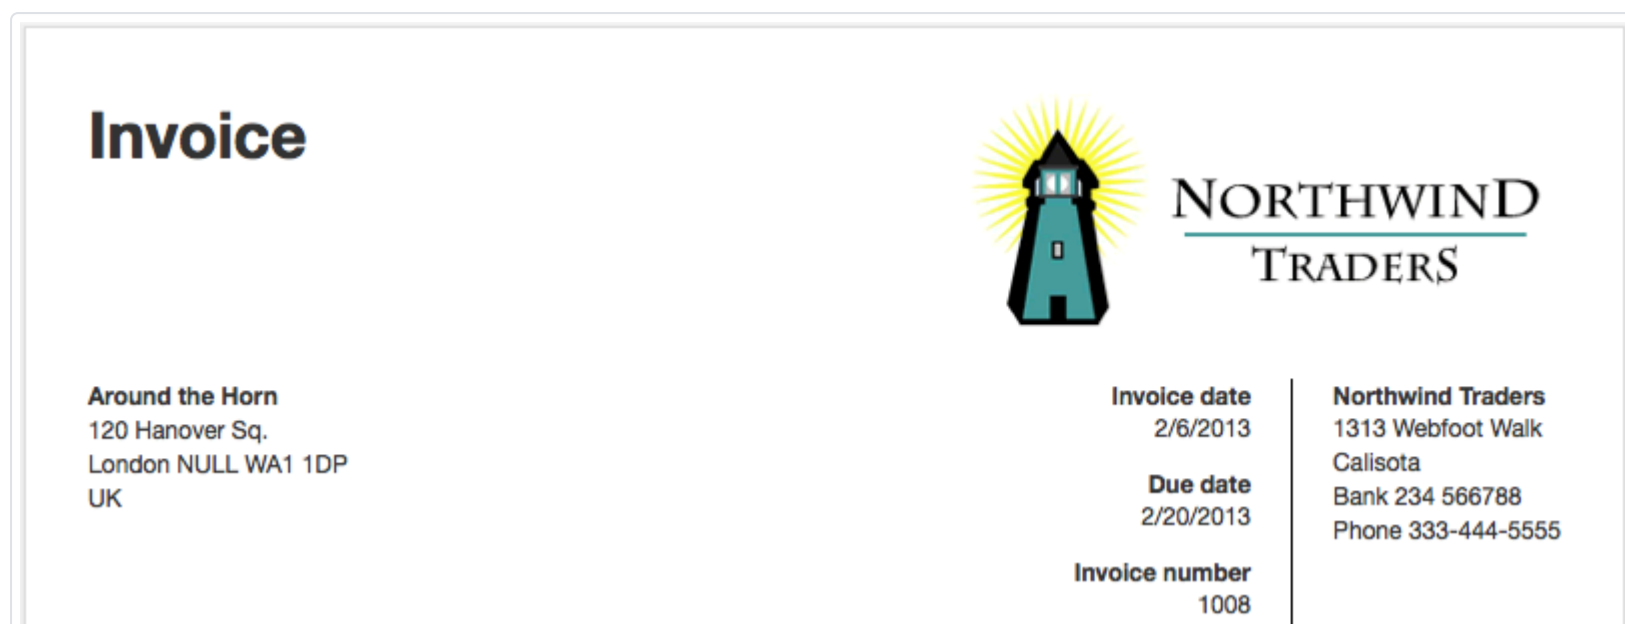 Invoice
NORTHWIND
TRADERS
Around the Horn
120 Hanover Sq.
London NULL WA1 1DP
UK
Invoice date
2/6/2013
Due date
2/20/2013
Invoice number
1008
Northwind Traders
1313 Webfoot Walk
Calisota
Bank 234 566788
Phone 333-444-5555